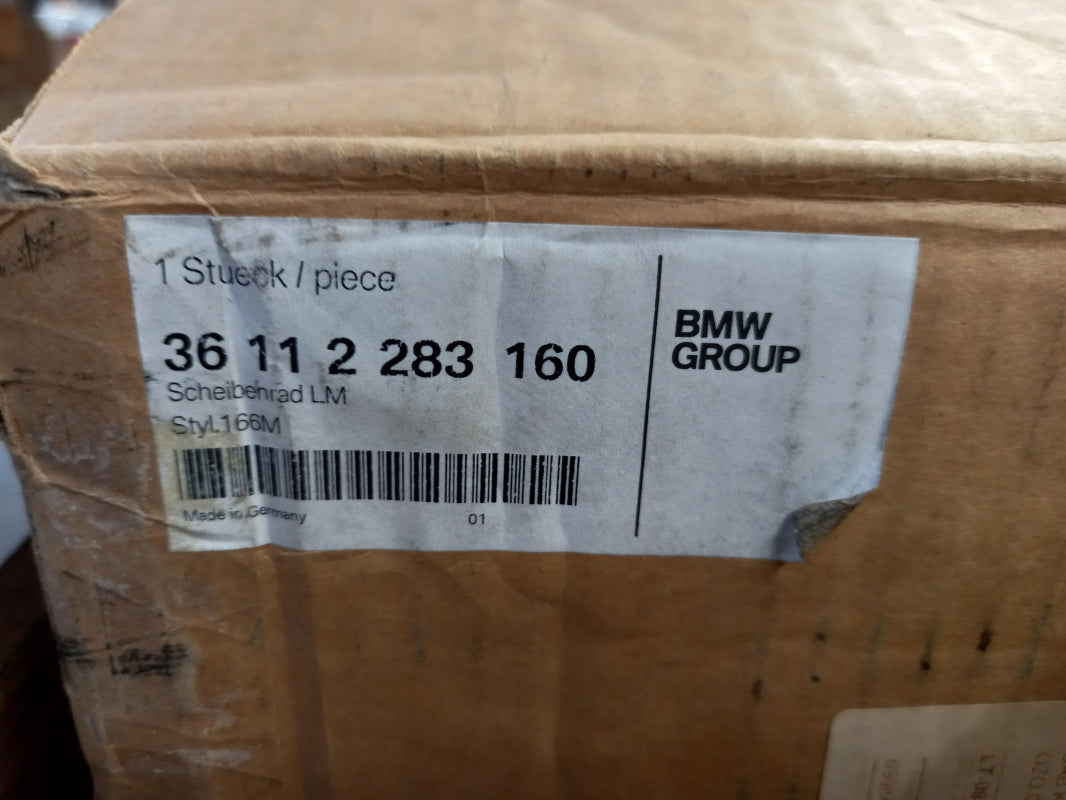 1 Stueck / piece
36 11 2 283 160
Scheibenrad LM
Styl.166M
Made in Germany
01
BMW
GROUP